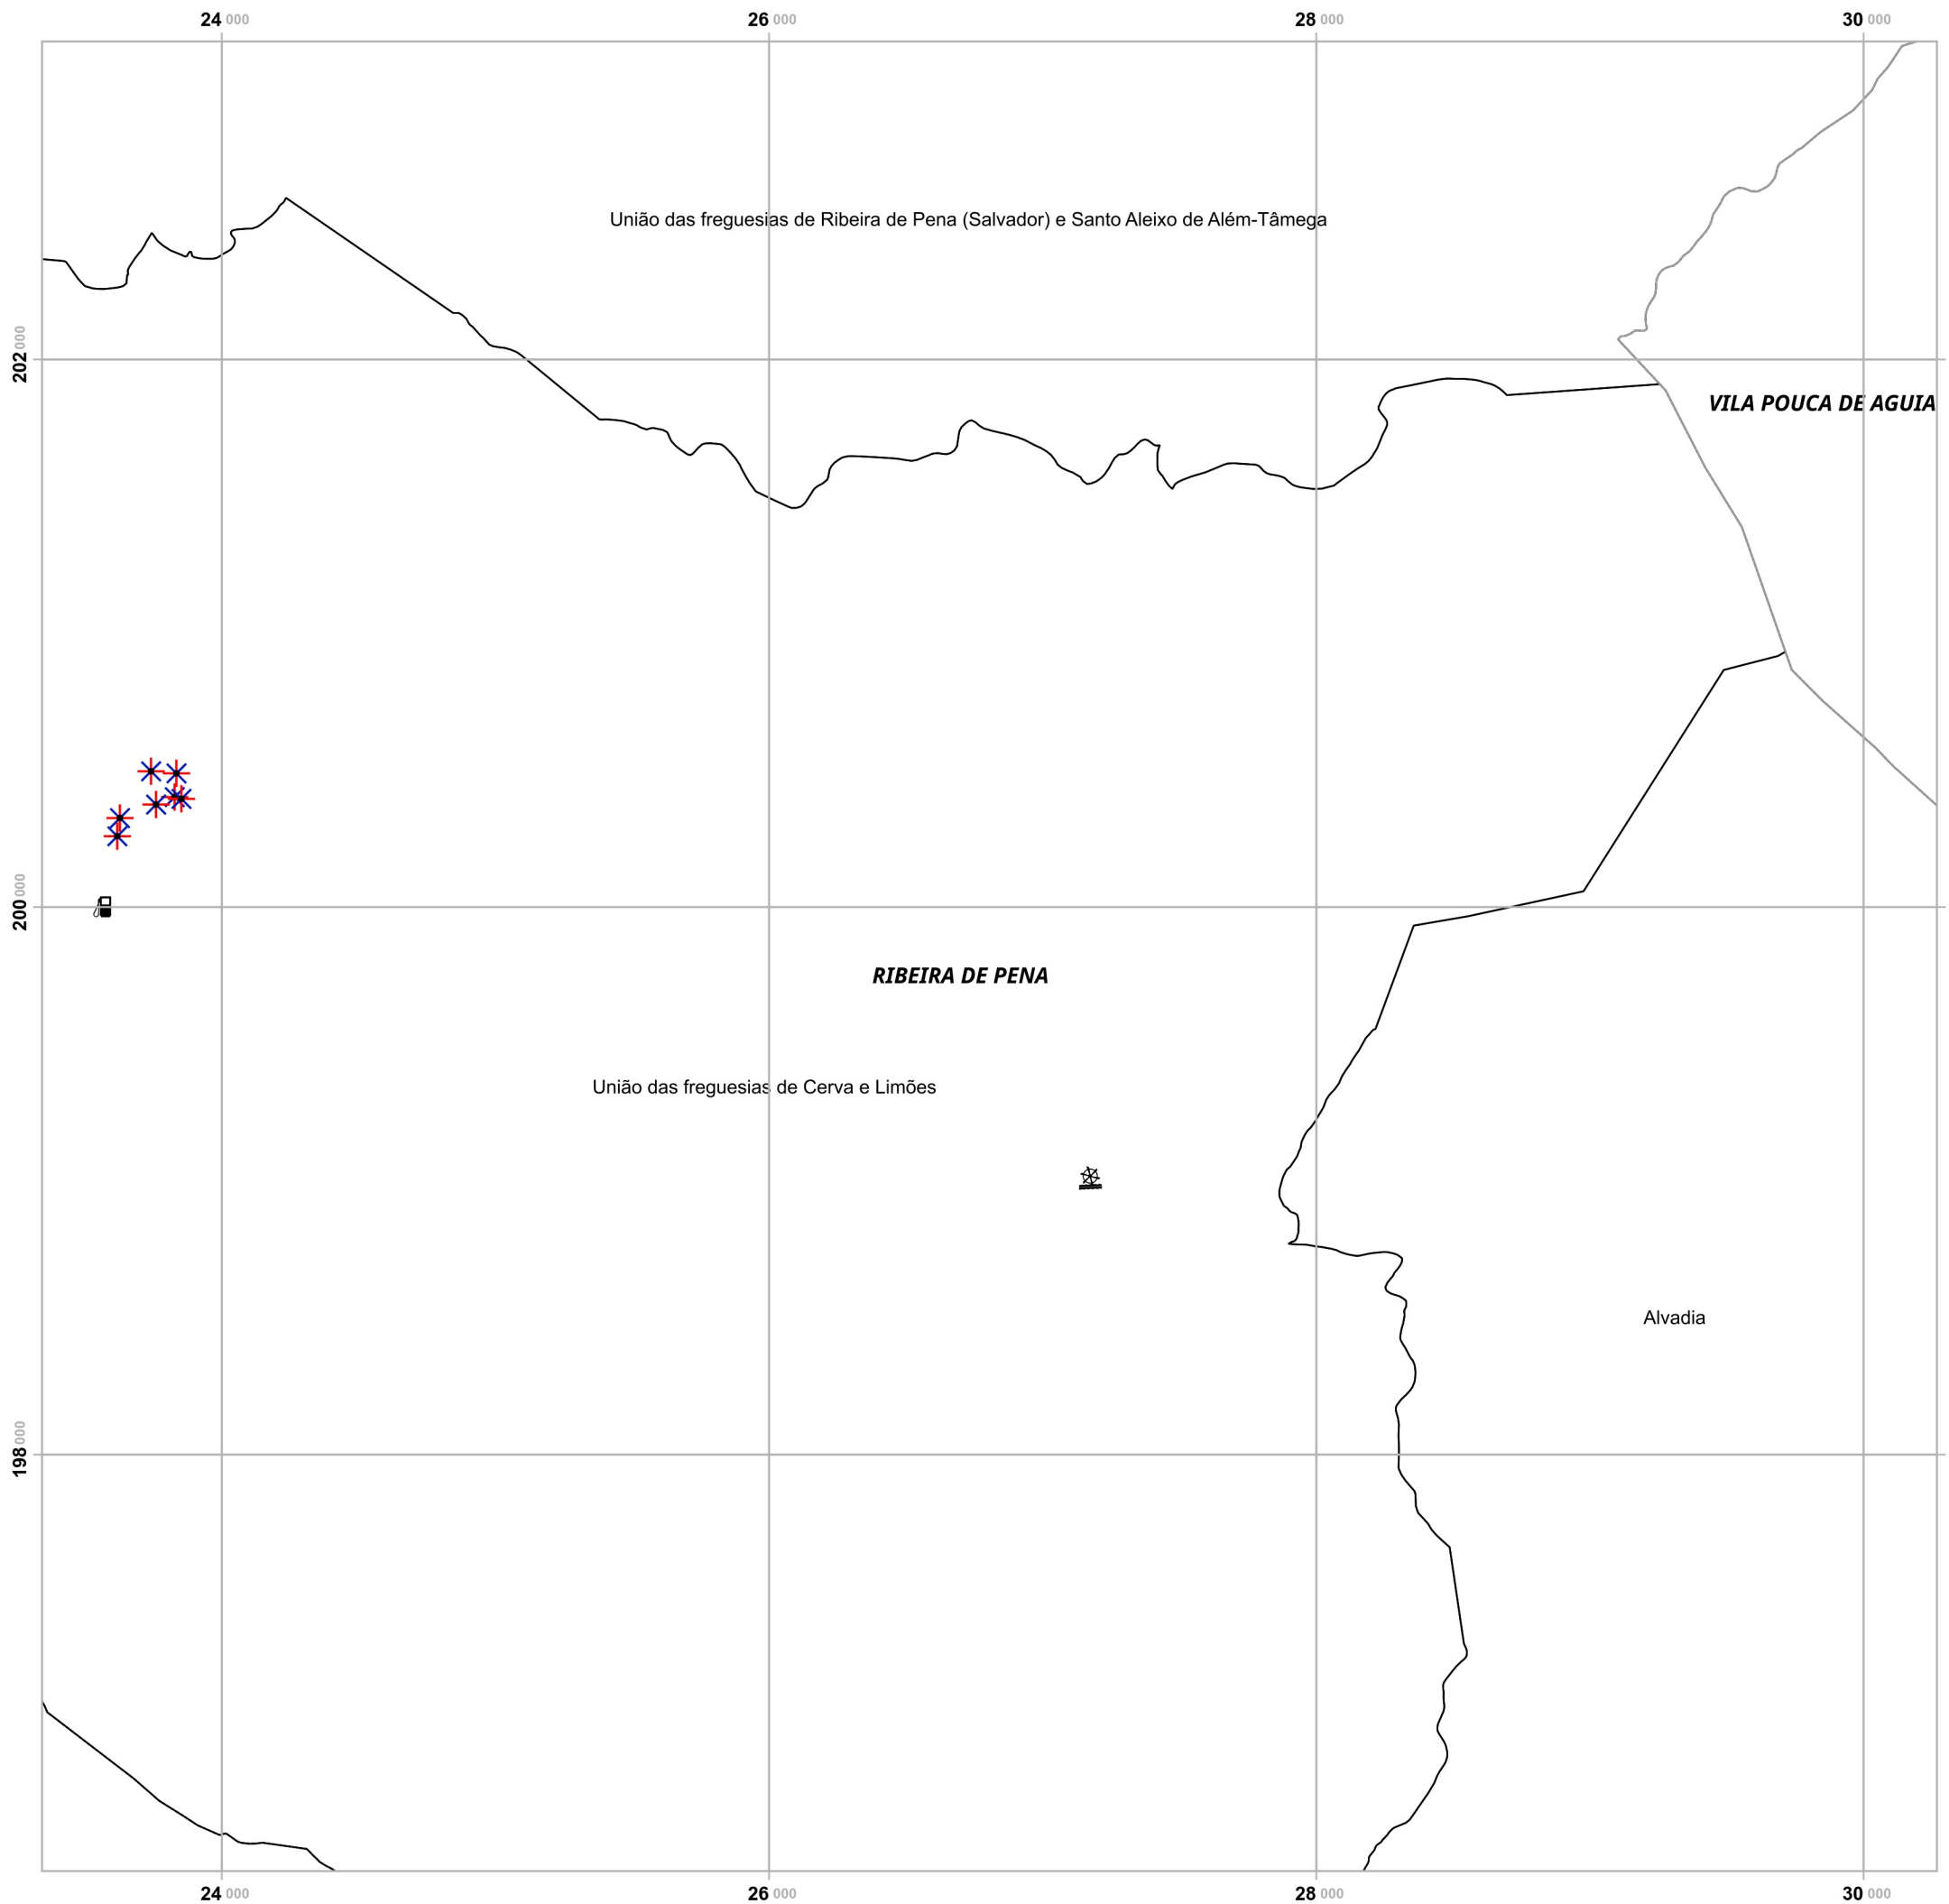 24 000 26 000 28 000 30 000
União das freguesias de Ribeira de Pena (Salvador) e Santo Aleixo de Além-Tâmega
202 000
VILA POUCA DE AGUIA
200 000
RIBEIRA DE PENA
União das freguesias de Cerva e Limões
Alvadia
198 000
24 000 26 000 28 000 30 000